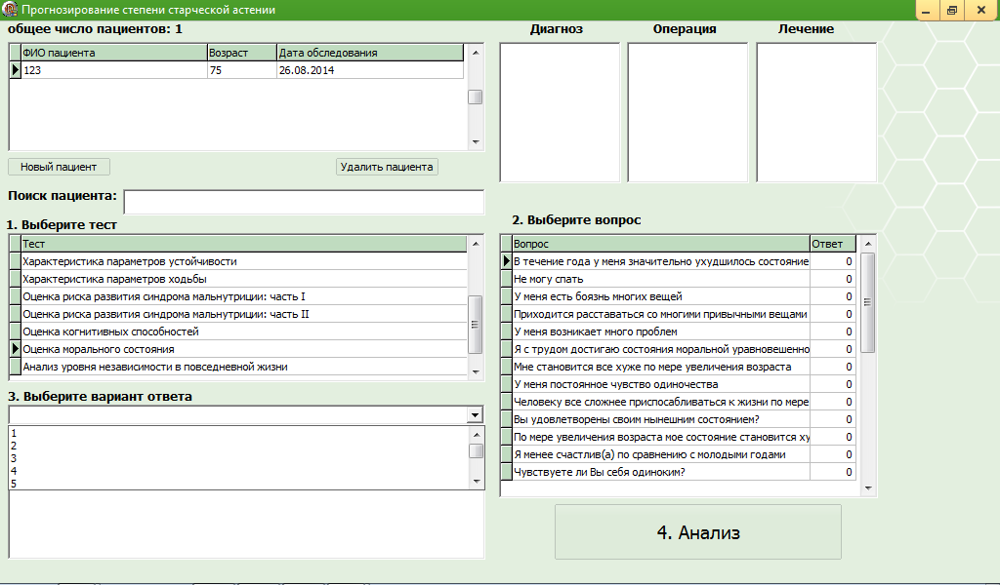 Прогнозирование степени старческой астении
общее число пациентов: 1
ФИО пациента Возраст Дата обследования
123 75 26.08.2014
Новый пациент Удалить пациента
Поиск пациента:
Диагноз Операция Лечение
1. Выберите тест
Тест
Характеристика параметров устойчивости
Характеристика параметров ходьбы
Оценка риска развития синдрома мальнутриции: часть I
Оценка риска развития синдрома мальнутриции: часть II
Оценка когнитивных способностей
Оценка морального состояния
Анализ уровня независимости в повседневной жизни
3. Выберите вариант ответа
1
2
3
4
5
2. Выберите вопрос
Вопрос Ответ
В течение года у меня значительно ухудшилось состояние 0
Не могу спать 0
У меня есть боязнь многих вещей 0
Приходится расставаться со многими привычными вещами 0
У меня возникает много проблем 0
Я с трудом достигаю состояния моральной уравновешенно 0
Мне становится все хуже по мере увеличения возраста 0
У меня постоянное чувство одиночества 0
Человеку все сложнее приспосабливаться к жизни по мере 0
Вы удовлетворены своим нынешним состоянием? 0
По мере увеличения возраста мое состояние становится ху 0
Я менее счастлив(а) по сравнению с молодыми годами 0
Чувствуете ли Вы себя одиноким? 0
4. Анализ